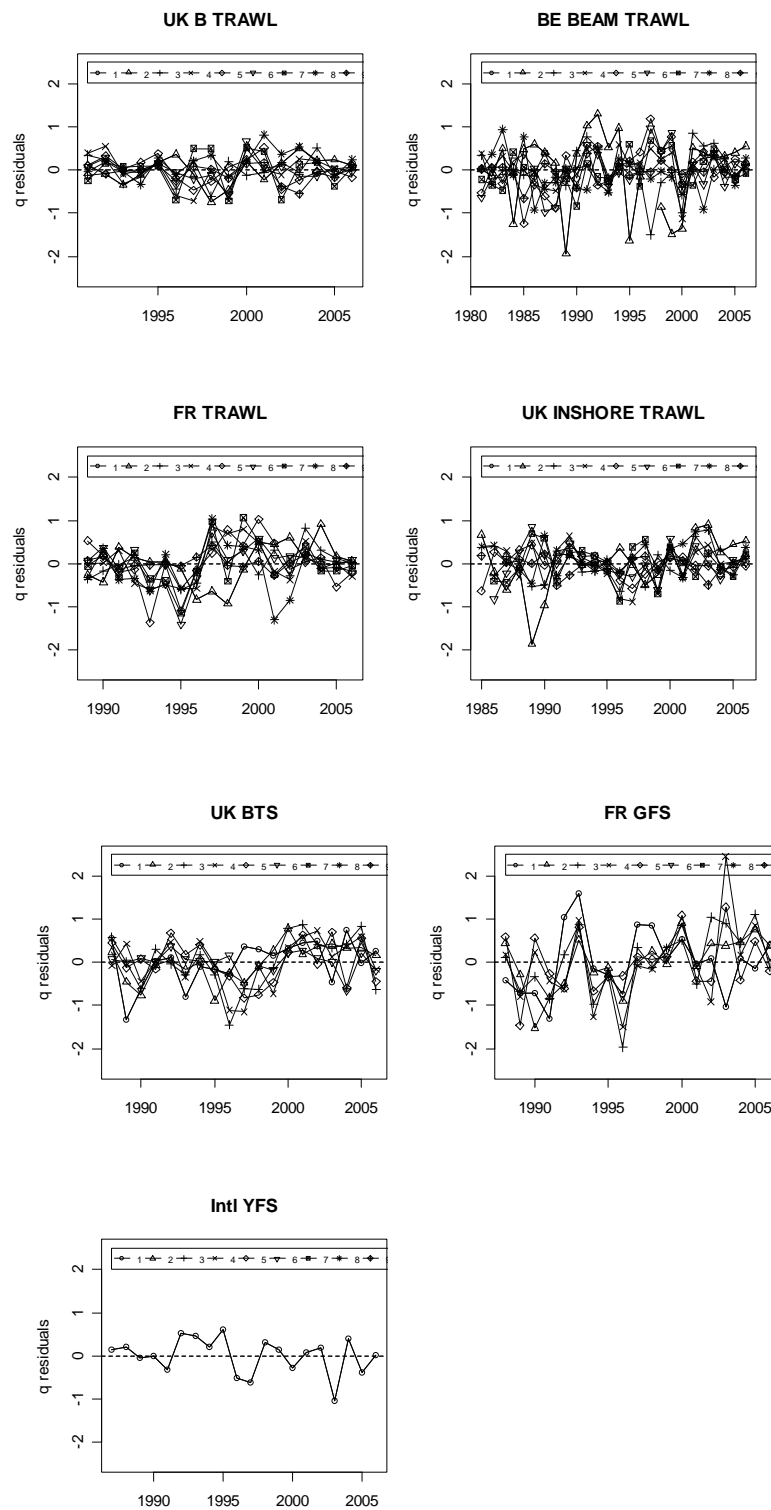 UK B TRAWL
BE BEAM TRAWL
q residuals
2
1
0
-1
-2
1 2 3 4 5 6 7 8
1995 2000 2005
q residuals
2
1
0
-1
-2
1 2 3 4 5 6 7 8
1980 1985 1990 1995 2000 2005
FR TRAWL
UK INSHORE TRAWL
q residuals
2
1
0
-1
-2
1 2 3 4 5 6 7 8
1990 1995 2000 2005
q residuals
2
1
0
-1
-2
1 2 3 4 5 6 7 8
1985 1990 1995 2000 2005
UK BTS
FR GFS
q residuals
2
1
0
-1
-2
1 2 3 4 5 6 7 8
1990 1995 2000 2005
q residuals
2
1
0
-1
-2
1 2 3 4 5 6 7 8
1990 1995 2000 2005
Intl YFS
q residuals
2
1
0
-1
-2
1 2 3 4 5 6 7 8
1990 1995 2000 2005